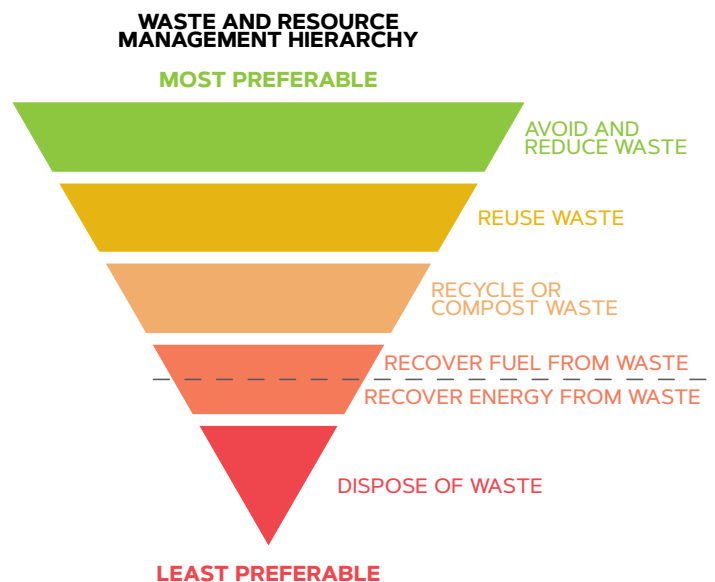 WASTE AND RESOURCE
MANAGEMENT HIERARCHY
MOST PREFERABLE
AVOID AND
REDUCE WASTE
REUSE WASTE
RECYCLE OR
COMPOST WASTE
RECOVER FUEL FROM WASTE
RECOVER ENERGY FROM WASTE
DISPOSE OF WASTE
LEAST PREFERABLE